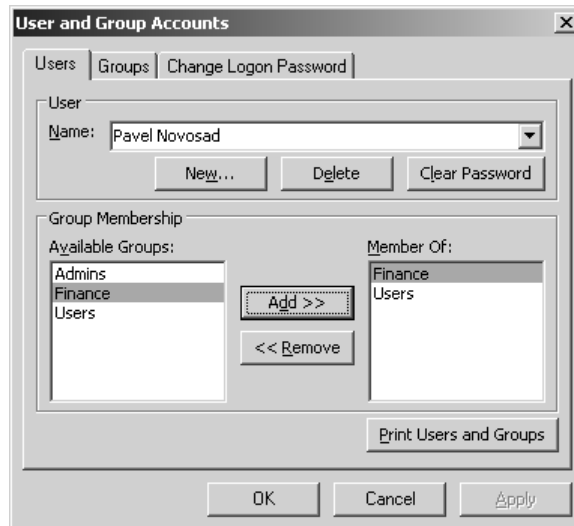 User and Group Accounts
Users Groups Change Logon Password
User
Name: Pavel Novosad
New... Delete Clear Password
Group Membership
Available Groups: Member Of:
Admins Finance
Finance Users
Users
Add >>
<< Remove
Print Users and Groups
OK Cancel Apply